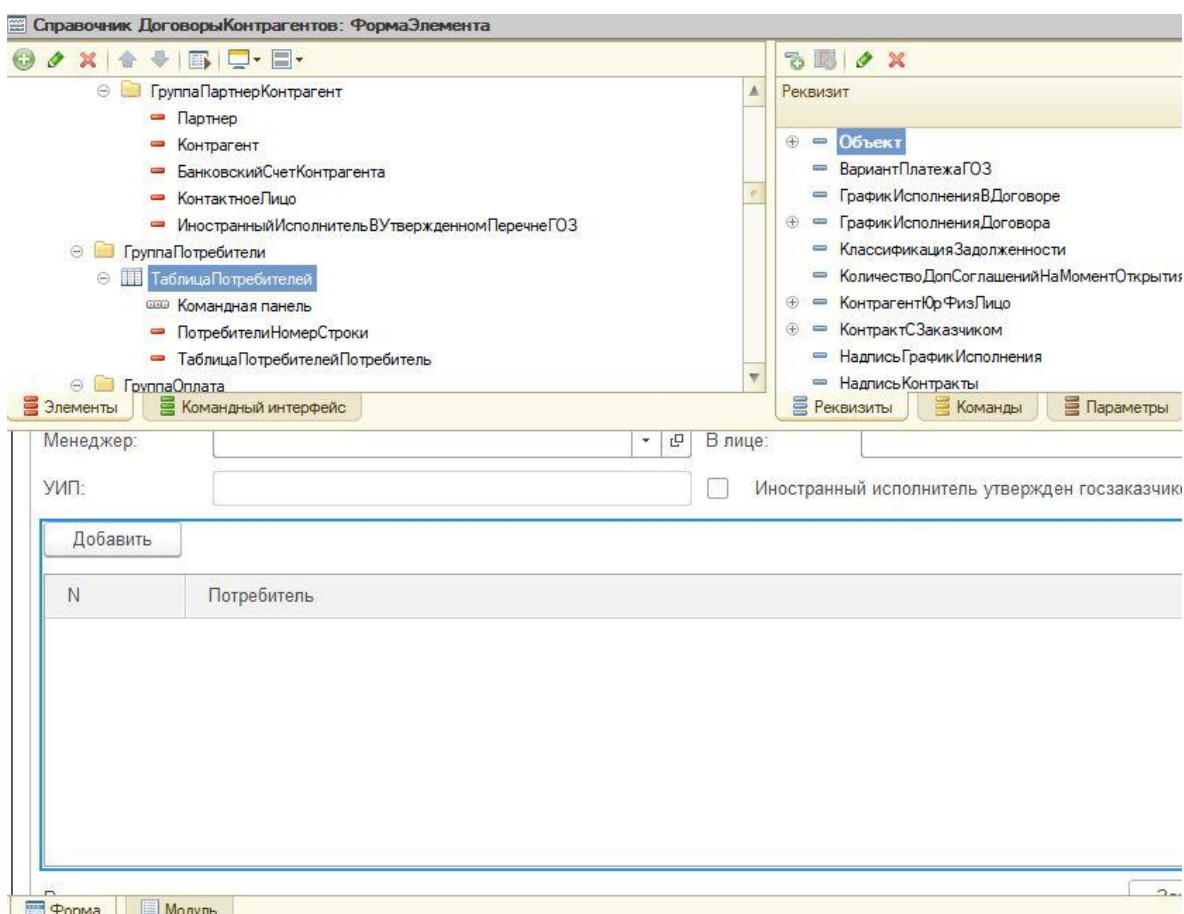 Справочник ДоговорыКонтрагентов: ФормаЭлемента
ГруппаПартнерКонтрагент
Партнер
Контрагент
БанковскийСчетКонтрагента
КонтактноеЛицо
ИностранныйИсполнительВУтвержденномПеречнеГОЗ
ГруппаПотребители
ТаблицаПотребителей
Командная панель
ПотребителиНомерСтроки
ТаблицаПотребителейПотребитель
ГруппаОплата
Элементы
Командный интерфейс
Реквизит
Объект
ВариантПлатежаГОЗ
ГрафикИсполненияВДоговоре
ГрафикИсполненияДоговора
КлассификацияЗадолженности
КоличествоДопСоглашенийНаМоментОткрытия
КонтрагентЮрФизЛицо
КонтрактСЗаказчиком
НадписьГрафикИсполнения
НадписьКонтракты
Реквизиты
Команды
Параметры
Менеджер:
В лице:
УИП:
Иностранный исполнитель утвержден госзаказчико
Добавить
N
Потребитель
Форма
Модуль